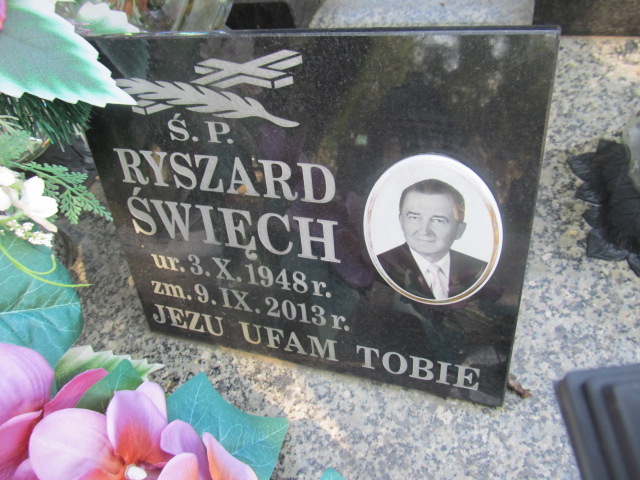 Ś. P.
RYSZARD
ŚWIĘCH
ur. 3. X. 1948 r.
zm. 9. IX. 2013 r.
JEZU UFAM TOBIE